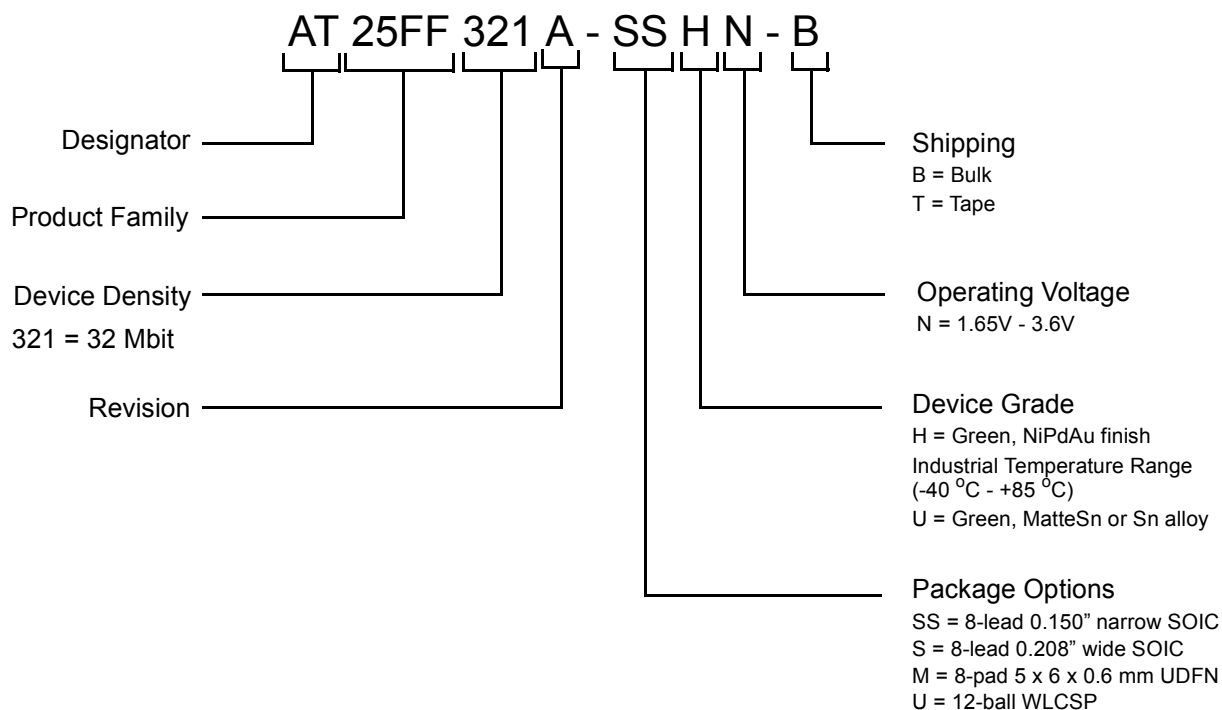 AT 25FF 321 A - SS H N - B
Designator
Product Family
Device Density
321 = 32 Mbit
Revision
Shipping
B = Bulk
T = Tape
Operating Voltage
N = 1.65V - 3.6V
Device Grade
H = Green, NiPdAu finish
Industrial Temperature Range
(-40 °C - +85 °C)
U = Green, MatteSn or Sn alloy
Package Options
SS = 8-lead 0.150” narrow SOIC
S = 8-lead 0.208” wide SOIC
M = 8-pad 5 x 6 x 0.6 mm UDFN
U = 12-ball WLCSP